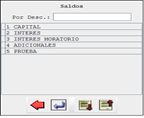 Saldos
Por Desc.:
1 CAPITAL
2 INTERES
3 INTERES MORATORIO
4 ADICIONALES
5 PRUEBA